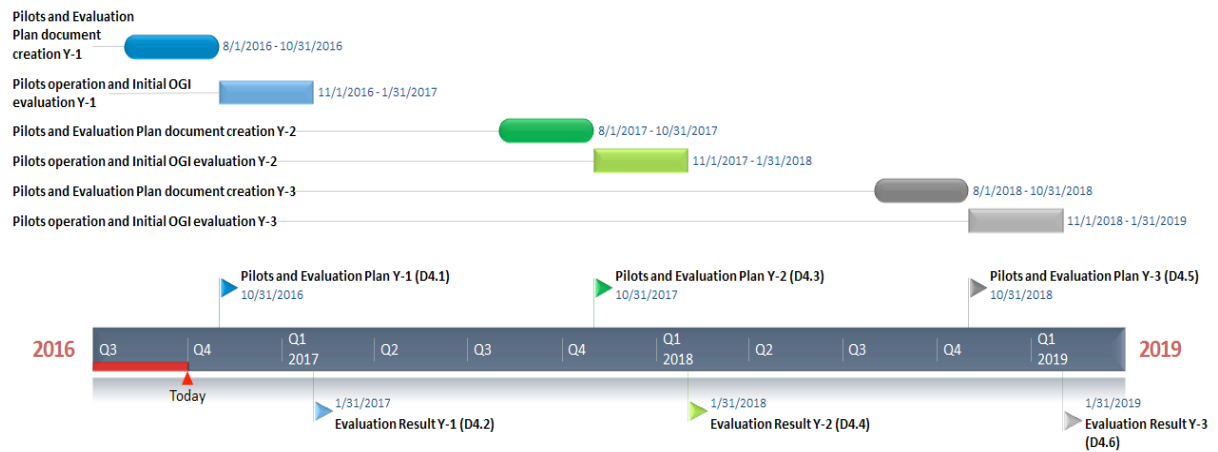 Pilots and Evaluation
Plan document
creation Y-1
8/1/2016 - 10/31/2016
Pilots operation and Initial OGI
evaluation Y-1
11/1/2016 - 1/31/2017
Pilots and Evaluation Plan document creation Y-2
8/1/2017 - 10/31/2017
Pilots operation and Initial OGI evaluation Y-2
11/1/2017 - 1/31/2018
Pilots and Evaluation Plan document creation Y-3
8/1/2018 - 10/31/2018
Pilots operation and Initial OGI evaluation Y-3
11/1/2018 - 1/31/2019
Pilots and Evaluation Plan Y-1 (D4.1)
10/31/2016
Pilots and Evaluation Plan Y-2 (D4.3)
10/31/2017
Pilots and Evaluation Plan Y-3 (D4.5)
10/31/2018
2016
Q3
Q4
Q1
2017
Q2
Q3
Q4
Q1
2018
Q2
Q3
Q4
Q1
2019
2019
Today
1/31/2017
Evaluation Result Y-1 (D4.2)
1/31/2018
Evaluation Result Y-2 (D4.4)
1/31/2019
Evaluation Result Y-3
(D4.6)